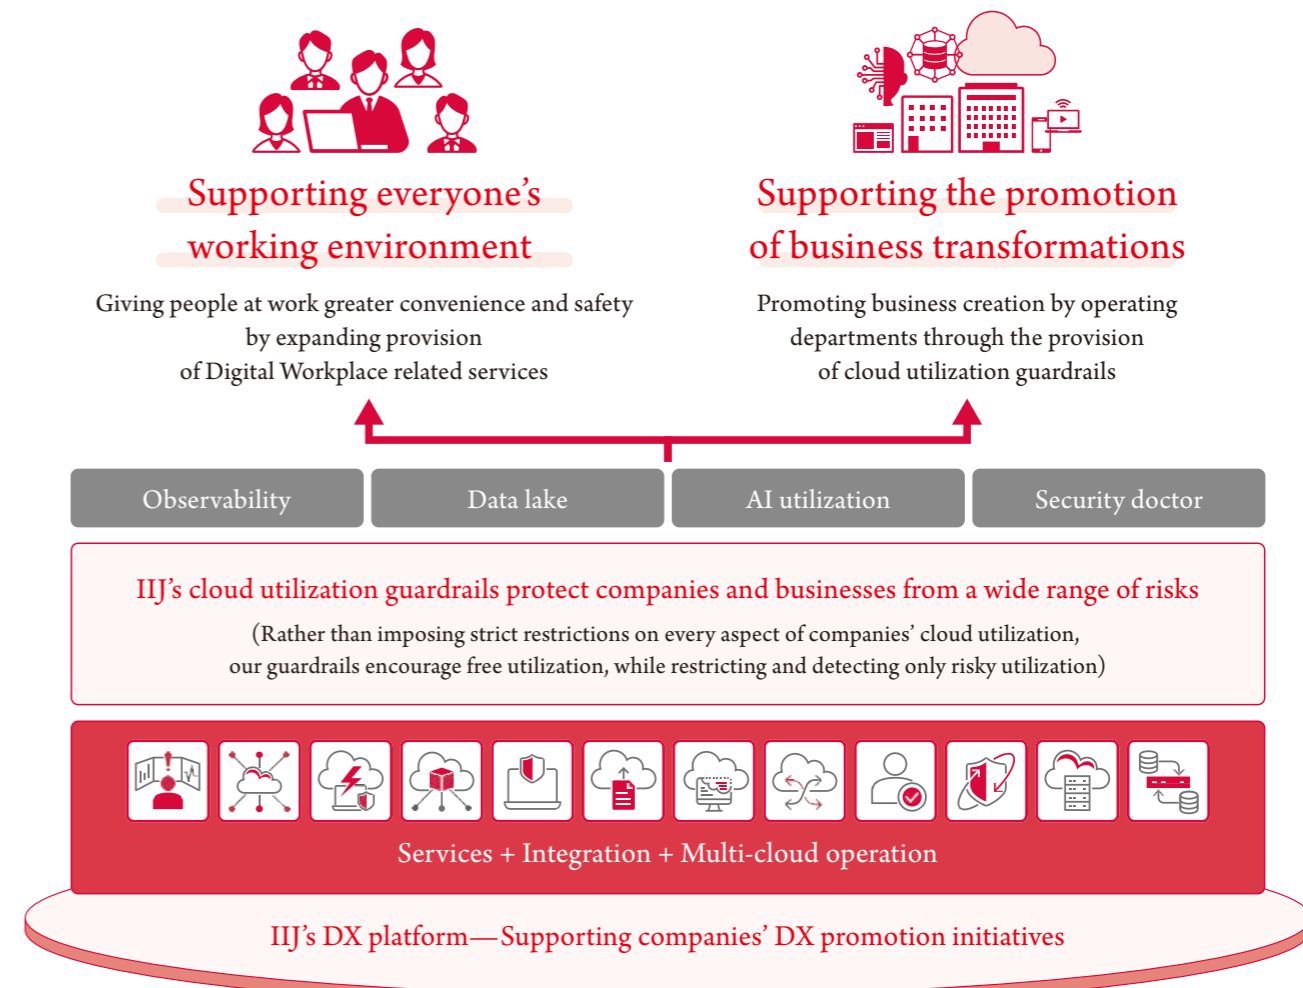 Supporting everyone’s
working environment
Giving people at work greater convenience and safety
by expanding provision
of Digital Workplace related services
Supporting the promotion
of business transformations
Promoting business creation by operating
departments through the provision
of cloud utilization guardrails
Observability
Data lake
AI utilization
Security doctor
IIJ’s cloud utilization guardrails protect companies and businesses from a wide range of risks
(Rather than imposing strict restrictions on every aspect of companies’ cloud utilization,
our guardrails encourage free utilization, while restricting and detecting only risky utilization)
Services + Integration + Multi-cloud operation
IIJ’s DX platform—Supporting companies’ DX promotion initiatives